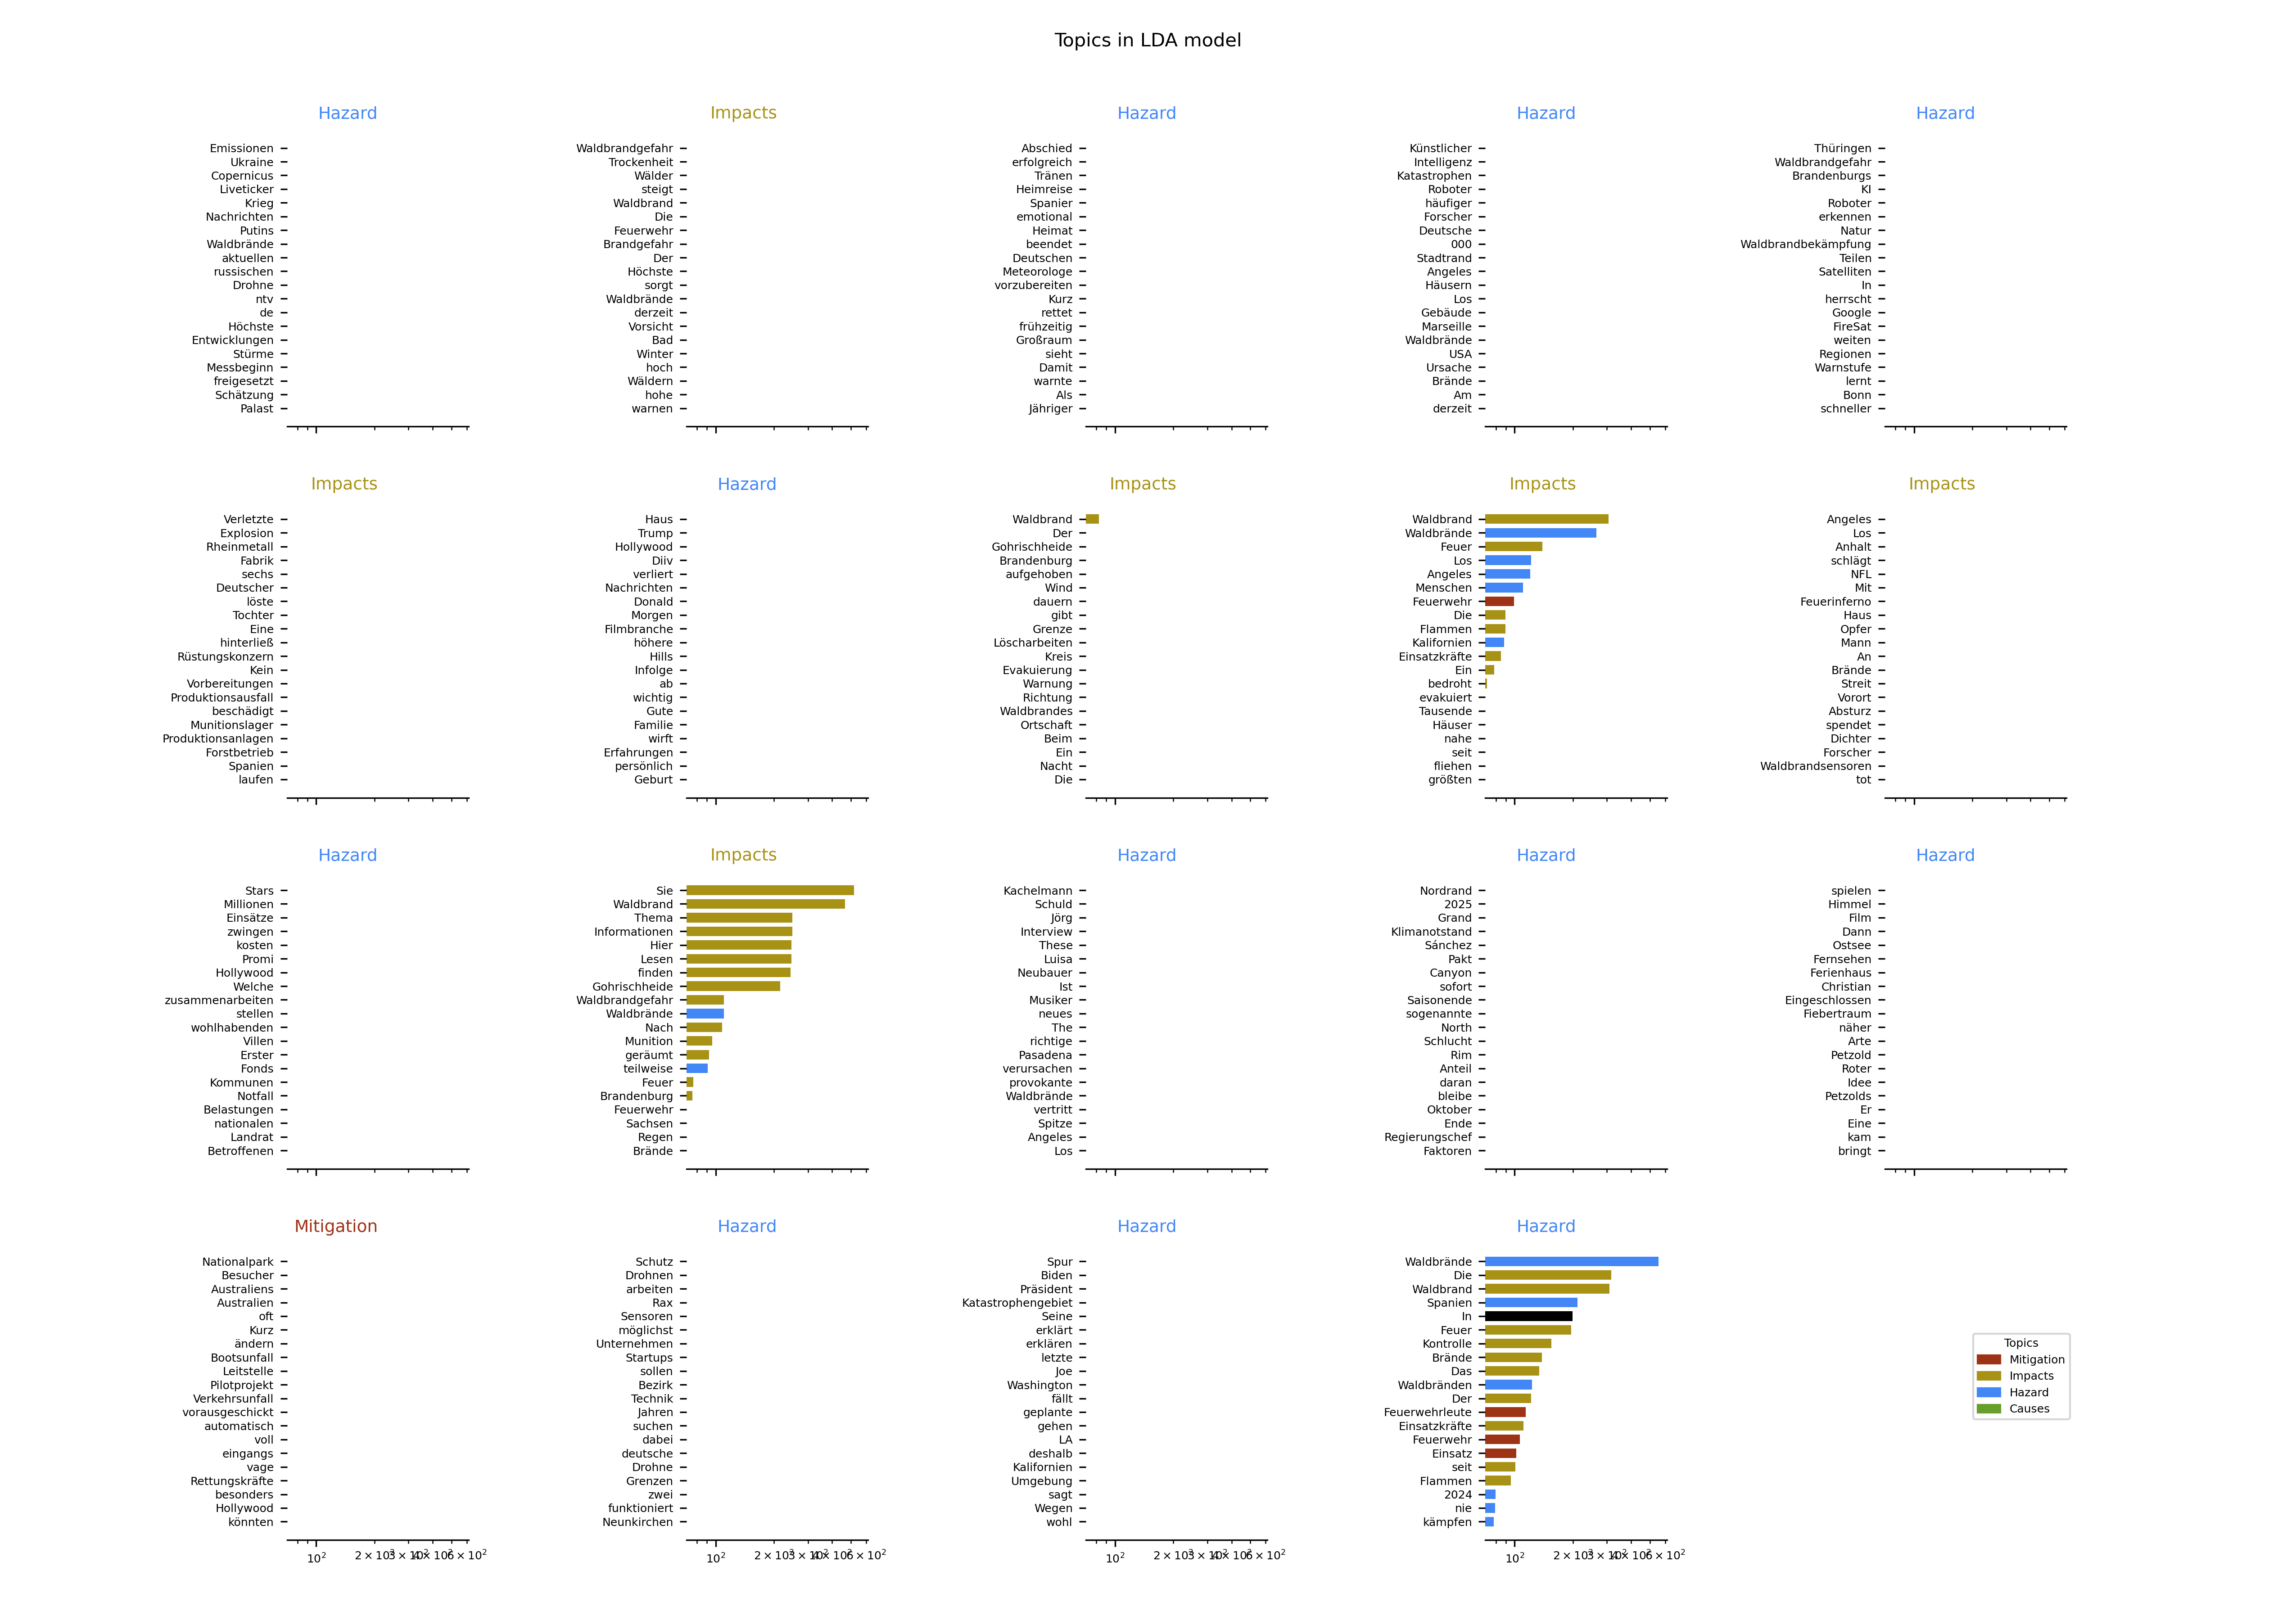 Topics in LDA model
Hazard
Emissionen
Ukraine
Copernicus
Liveticker
Krieg
Nachrichten
Putins
Waldbrände
aktuellen
russischen
Drohne
ntv
de
Höchste
Entwicklungen
Stürme
Messbeginn
freigesetzt
Schätzung
Palast
Impacts
Waldbrandgefahr
Trockenheit
Wälder
steigt
Waldbrand
Die
Feuerwehr
Brandgefahr
Der
Höchste
sorgt
Waldbrände
derzeit
Vorsicht
Bad
Winter
hoch
Wäldern
hohe
warnen
Hazard
Abschied
erfolgreich
Tränen
Heimreise
Spanier
emotional
Heimat
beendet
Deutschen
Meteorologe
vorzubereiten
Kurz
rettet
frühzeitig
Großraum
sieht
Damit
warnte
Als
Jähriger
Hazard
Künstlicher
Intelligenz
Katastrophen
Roboter
häufiger
Forscher
Deutsche
000
Stadtrand
Angeles
Häusern
Los
Gebäude
Marseille
Waldbrände
USA
Ursache
Brände
Am
derzeit
Hazard
Thüringen
Waldbrandgefahr
Brandenburgs
KI
Roboter
erkennen
Natur
Waldbrandbekämpfung
Teilen
Satelliten
In
herrscht
Google
FireSat
weiten
Regionen
Warnstufe
lernt
Bonn
schneller
Impacts
Verletzte
Explosion
Rheinmetall
Fabrik
sechs
Deutscher
löste
Tochter
Eine
hinterließ
Rüstungskonzern
Kein
Vorbereitungen
Produktionsausfall
beschädigt
Munitionslager
Produktionsanlagen
Forstbetrieb
Spanien
laufen
Hazard
Haus
Trump
Hollywood
Diiv
verliert
Nachrichten
Donald
Morgen
Filmbranche
höhere
Hills
Infolge
ab
wichtig
Gute
Familie
wirft
Erfahrungen
persönlich
Geburt
Impacts
Waldbrand
Der
Gohrischheide
Brandenburg
aufgehoben
Wind
dauern
gibt
Grenze
Löscharbeiten
Kreis
Evakuierung
Warnung
Richtung
Waldbrandes
Ortschaft
Beim
Ein
Nacht
Die
Impacts
Waldbrand
Waldbrände
Feuer
Los
Angeles
Menschen
Feuerwehr
Die
Flammen
Kalifornien
Einsatzkräfte
Ein
bedroht
evakuiert
Tausende
Häuser
nahe
seit
fliehen
größten
Impacts
Angeles
Los
Anhalt
schlägt
NFL
Mit
Feuerinferno
Haus
Opfer
Mann
An
Brände
Streit
Vorort
Absturz
spendet
Dichter
Forscher
Waldbrandsensoren
tot
Hazard
Stars
Millionen
Einsätze
zwingen
kosten
Promi
Hollywood
Welche
zusammenarbeiten
stellen
wohlhabenden
Villen
Erster
Fonds
Kommunen
Notfall
Belastungen
nationalen
Landrat
Betroffenen
Impacts
Sie
Waldbrand
Thema
Informationen
Hier
Lesen
finden
Gohrischheide
Waldbrandgefahr
Waldbrände
Nach
Munition
geräumt
teilweise
Feuer
Brandenburg
Feuerwehr
Sachsen
Regen
Brände
Hazard
Kachelmann
Schuld
Jörg
Interview
These
Luisa
Neubauer
Ist
Musiker
neues
The
richtige
Pasadena
verursachen
provokante
Waldbrände
vertritt
Spitze
Angeles
Los
Hazard
Nordrand
2025
Grand
Klimanotstand
Sánchez
Pakt
Canyon
sofort
Saisonende
sogenannte
North
Schlucht
Rim
Anteil
daran
bleibe
Oktober
Ende
Regierungschef
Faktoren
Hazard
spielen
Himmel
Film
Dann
Ostsee
Fernsehen
Ferienhaus
Christian
Eingeschlossen
Fiebertraum
näher
Arte
Petzold
Roter
Idee
Petzolds
Er
Eine
kam
bringt
Mitigation
Nationalpark
Besucher
Australiens
Australien
oft
Kurz
ändern
Bootsunfall
Leitstelle
Pilotprojekt
Verkehrsunfall
vorausgeschickt
automatisch
voll
eingangs
vage
Rettungskräfte
besonders
Hollywood
könnten
10²
Hazard
Schutz
Drohnen
arbeiten
Rax
Sensoren
möglichst
Unternehmen
Startups
sollen
Bezirk
Technik
Jahren
suchen
dabei
deutsche
Drohne
Grenzen
zwei
funktioniert
Neunkirchen
10²
Hazard
Spur
Biden
Präsident
Katastrophengebiet
Seine
erklärt
erklären
letzte
Joe
Washington
fällt
geplante
gehen
LA
deshalb
Kalifornien
Umgebung
sagt
Wegen
wohl
10²
Hazard
Waldbrände
Die
Waldbrand
Spanien
In
Feuer
Kontrolle
Brände
Das
Waldbränden
Der
Feuerwehrleute
Einsatzkräfte
Feuerwehr
Einsatz
seit
Flammen
2024
nie
kämpfen
10²
Topics
Mitigation
Impacts
Hazard
Causes